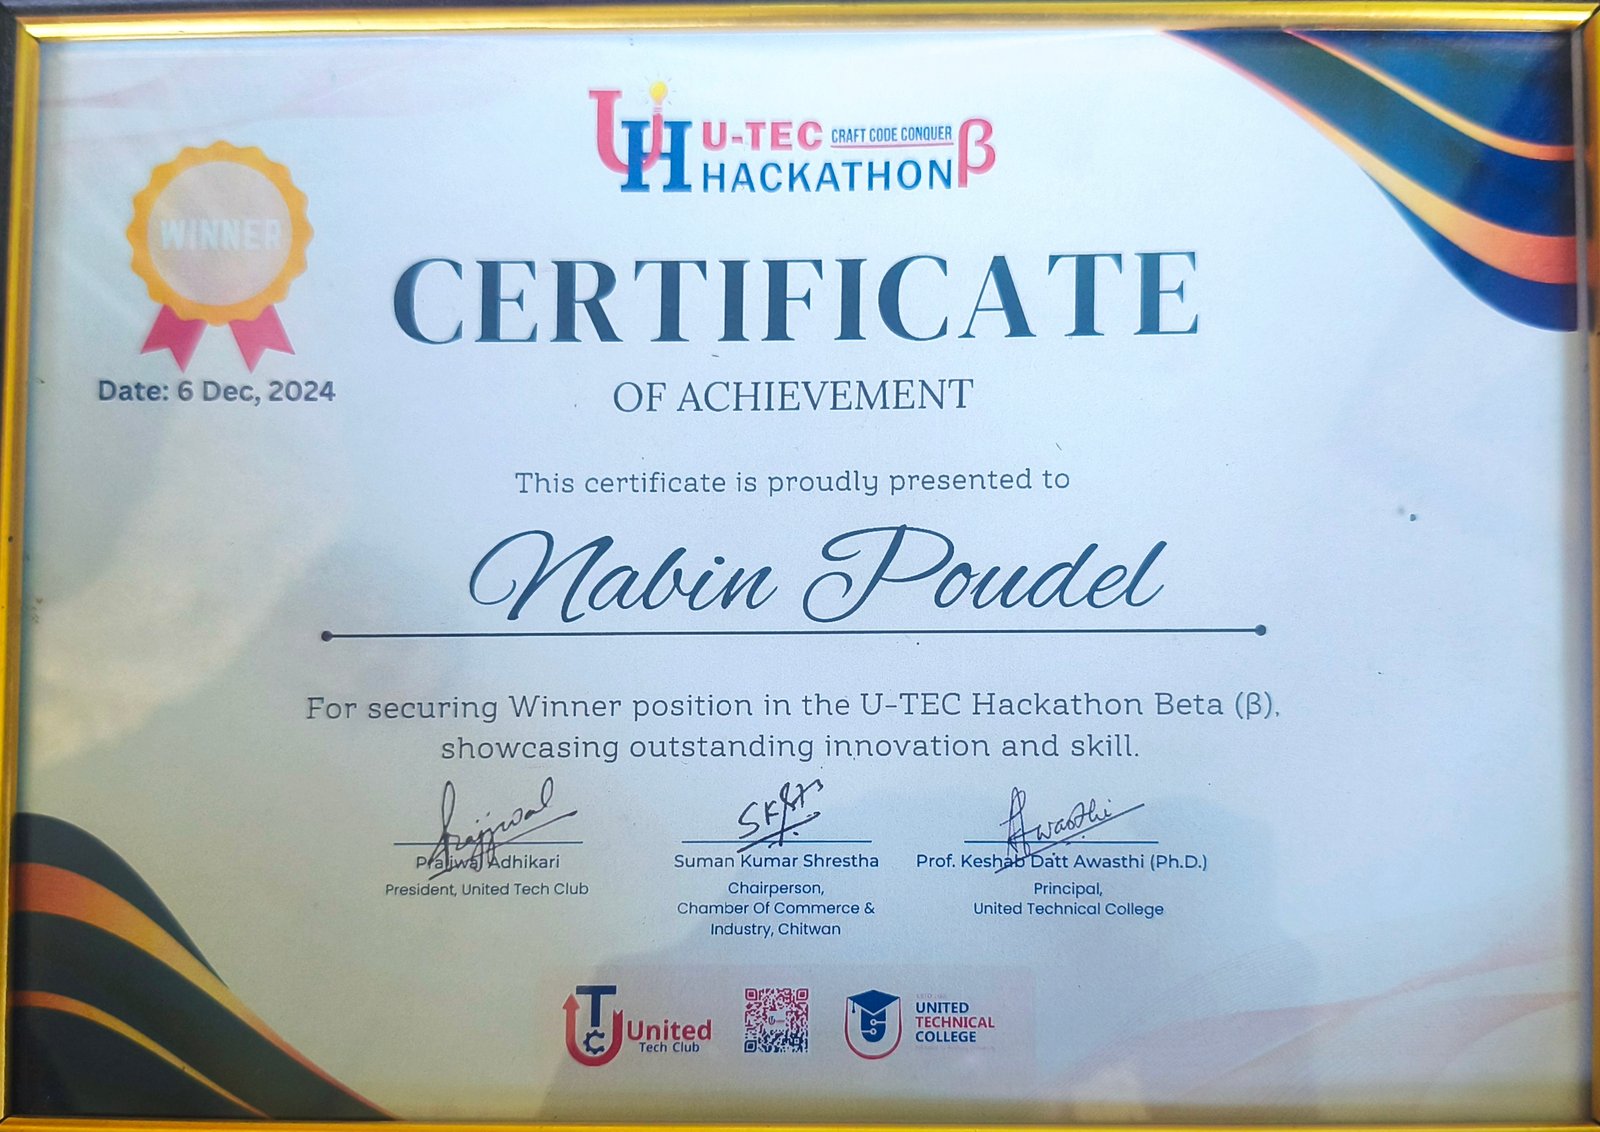 U-TEC CRAFT CODE CONQUER β
HACKATHON
WINNER
Date: 6 Dec, 2024
CERTIFICATE
OF ACHIEVEMENT
This certificate is proudly presented to
Nabin Poudel
For securing Winner position in the U-TEC Hackathon Beta (β),
showcasing outstanding innovation and skill.
Prajjwal
Prajjwal Adhikari
President, United Tech Club
Suman Kumar Shrestha
Chairperson,
Chamber Of Commerce &
Industry, Chitwan
Awasthi
Prof. Keshab Datt Awasthi (Ph.D.)
Principal,
United Technical College
United
Tech Club
UNITED
TECHNICAL
COLLEGE